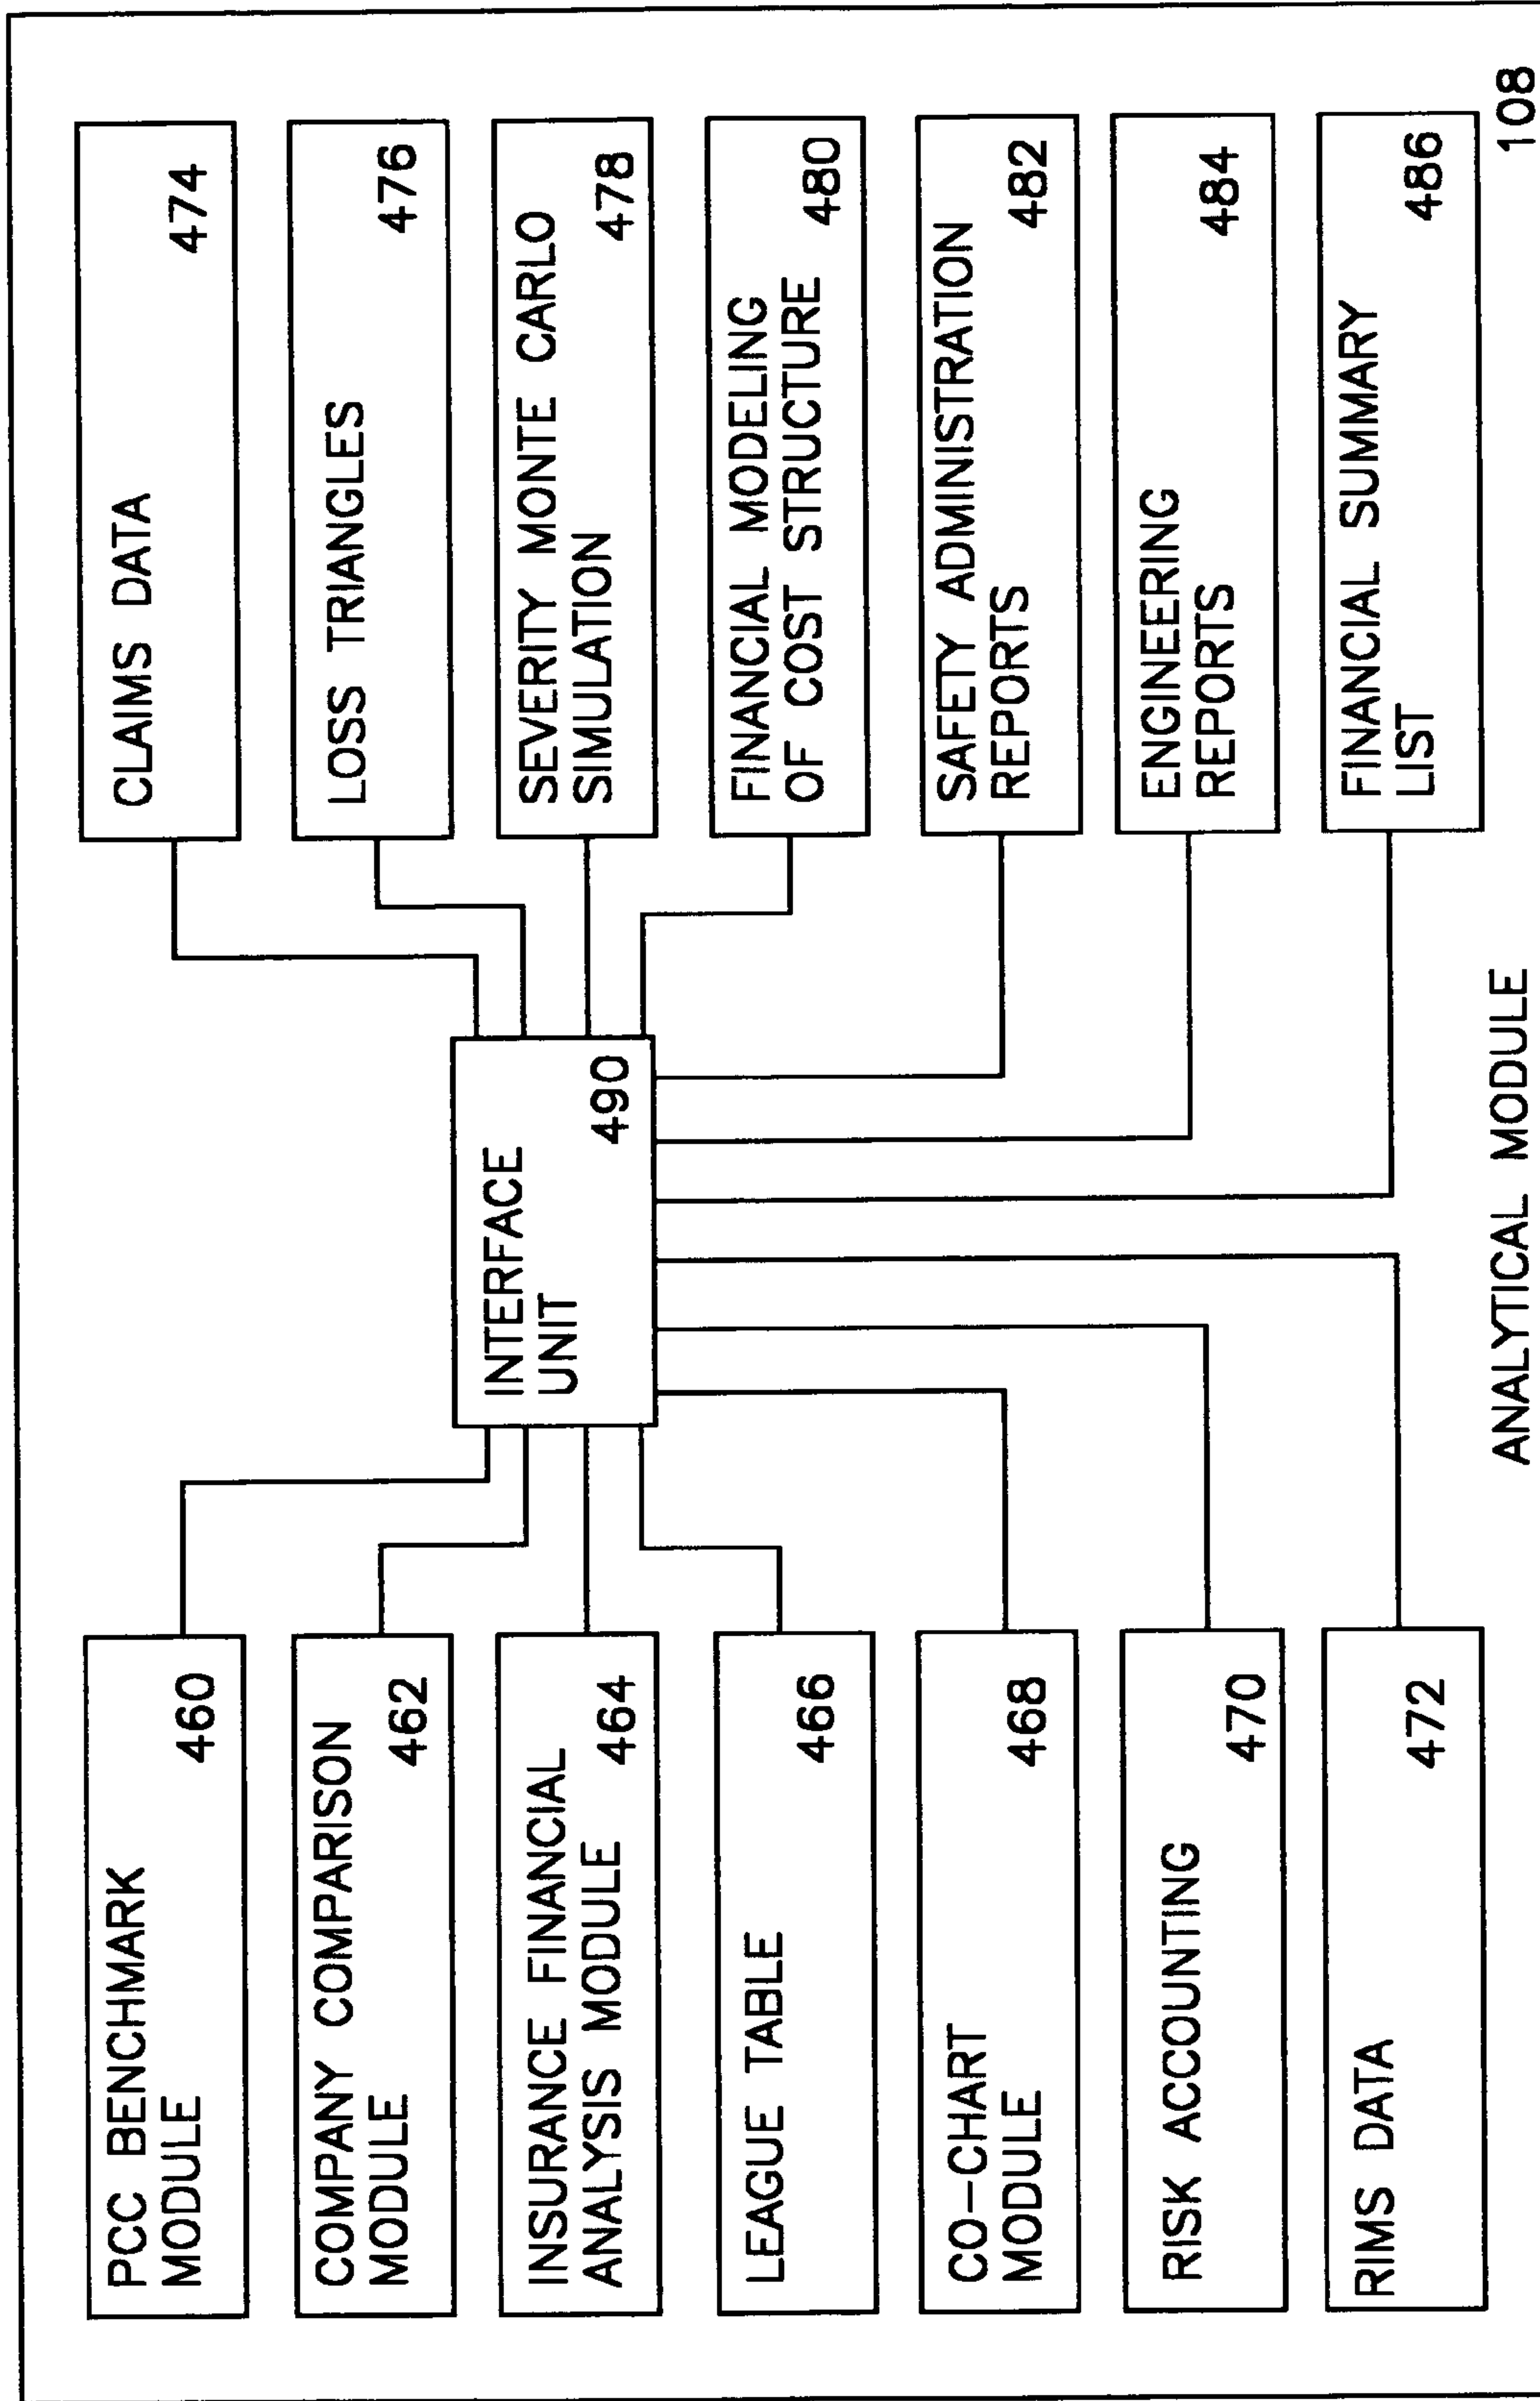 PCC BENCHMARK
MODULE
460
COMPANY COMPARISON
MODULE
462
INSURANCE FINANCIAL
ANALYSIS MODULE
464
LEAGUE TABLE
466
CO-CHART
MODULE
468
RISK ACCOUNTING
470
RIMS DATA
472
INTERFACE
UNIT
490
CLAIMS DATA
474
LOSS TRIANGLES
476
SEVERITY MONTE CARLO
SIMULATION
478
FINANCIAL MODELING
OF COST STRUCTURE
480
SAFETY ADMINISTRATION
REPORTS
482
ENGINEERING
REPORTS
484
FINANCIAL SUMMARY
LIST
486
ANALYTICAL MODULE
108